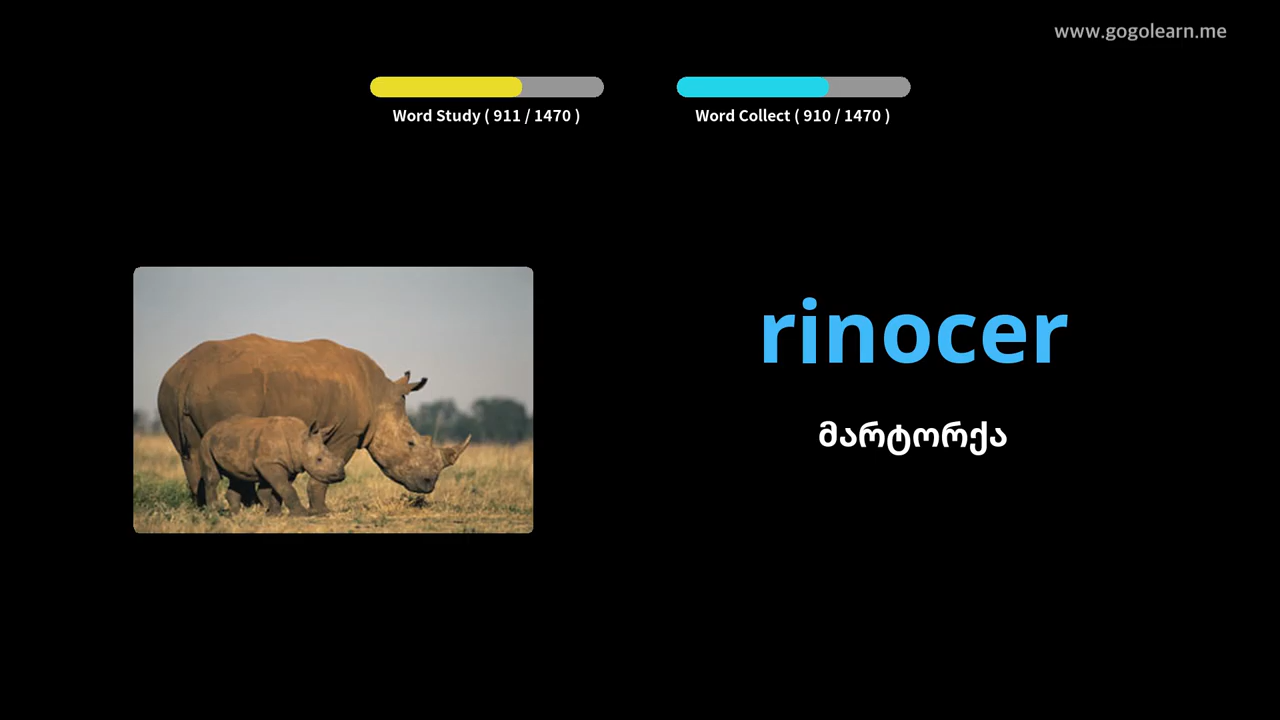 www.gogolearn.me
Word Study ( 911 / 1470 )
Word Collect ( 910 / 1470 )
rinocer
მარტორქა